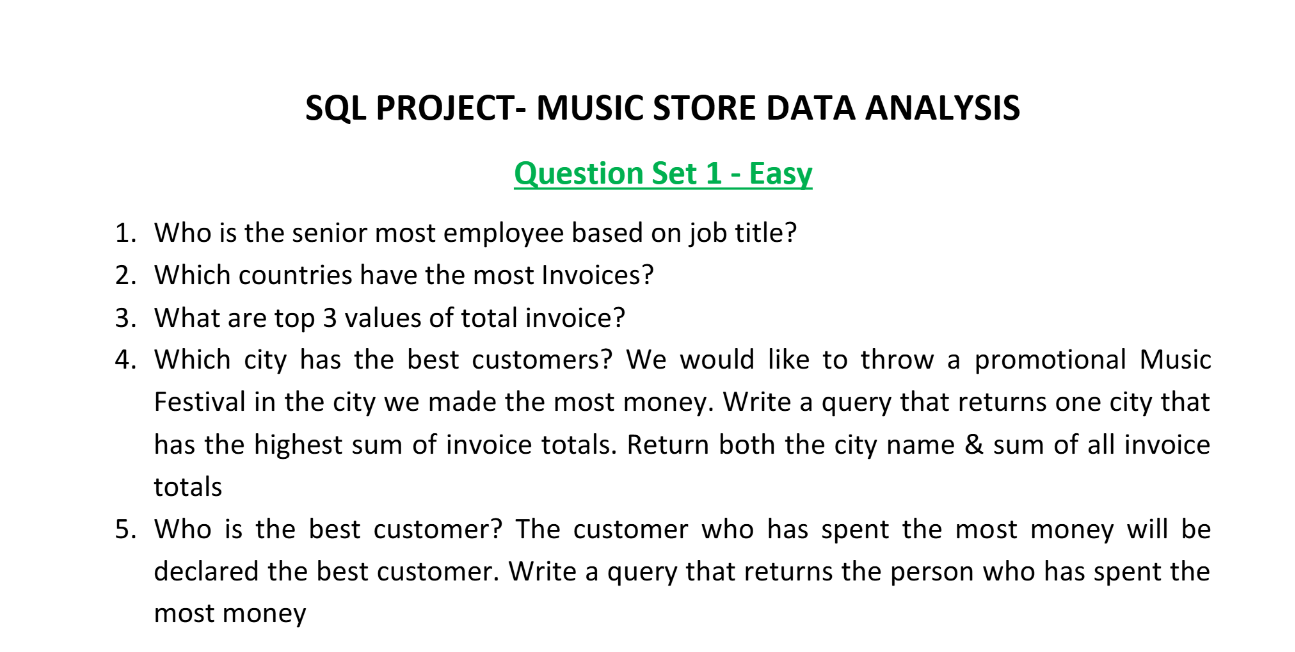 SQL PROJECT- MUSIC STORE DATA ANALYSIS
Question Set 1 - Easy
1. Who is the senior most employee based on job title?
2. Which countries have the most Invoices?
3. What are top 3 values of total invoice?
4. Which city has the best customers? We would like to throw a promotional Music
Festival in the city we made the most money. Write a query that returns one city that
has the highest sum of invoice totals. Return both the city name & sum of all invoice
totals
5. Who is the best customer? The customer who has spent the most money will be
declared the best customer. Write a query that returns the person who has spent the
most money